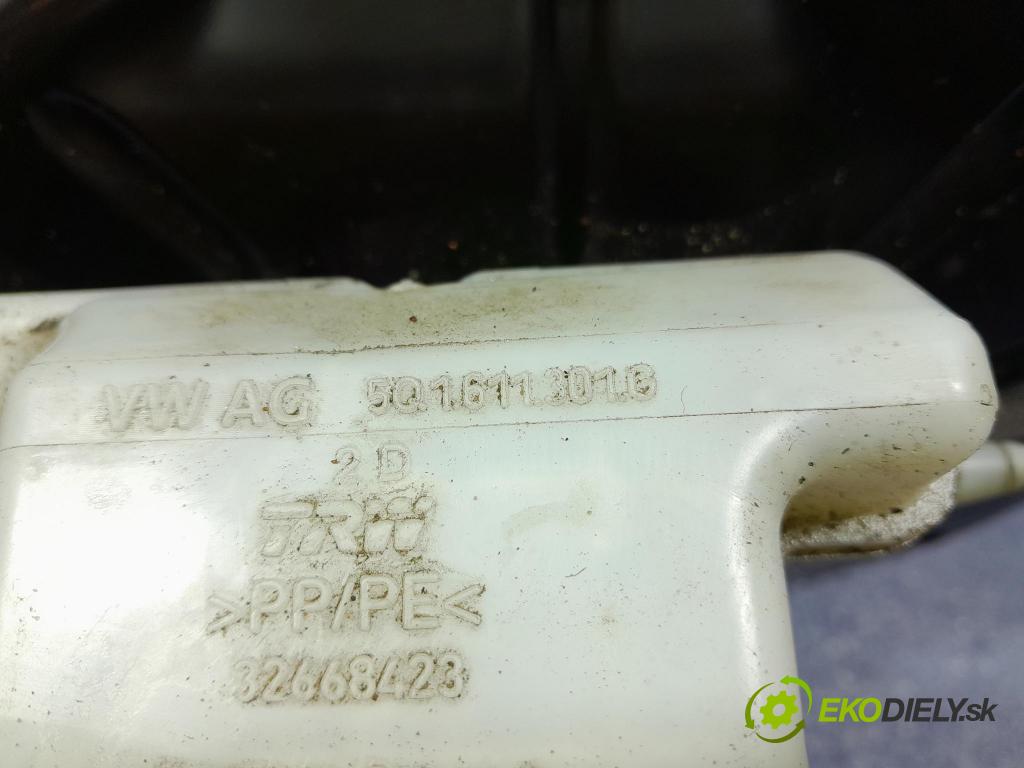 VW AG 5Q1.611.301.G
2 D
TRW
>PP/PE<
32668423
EKODIELY.sk